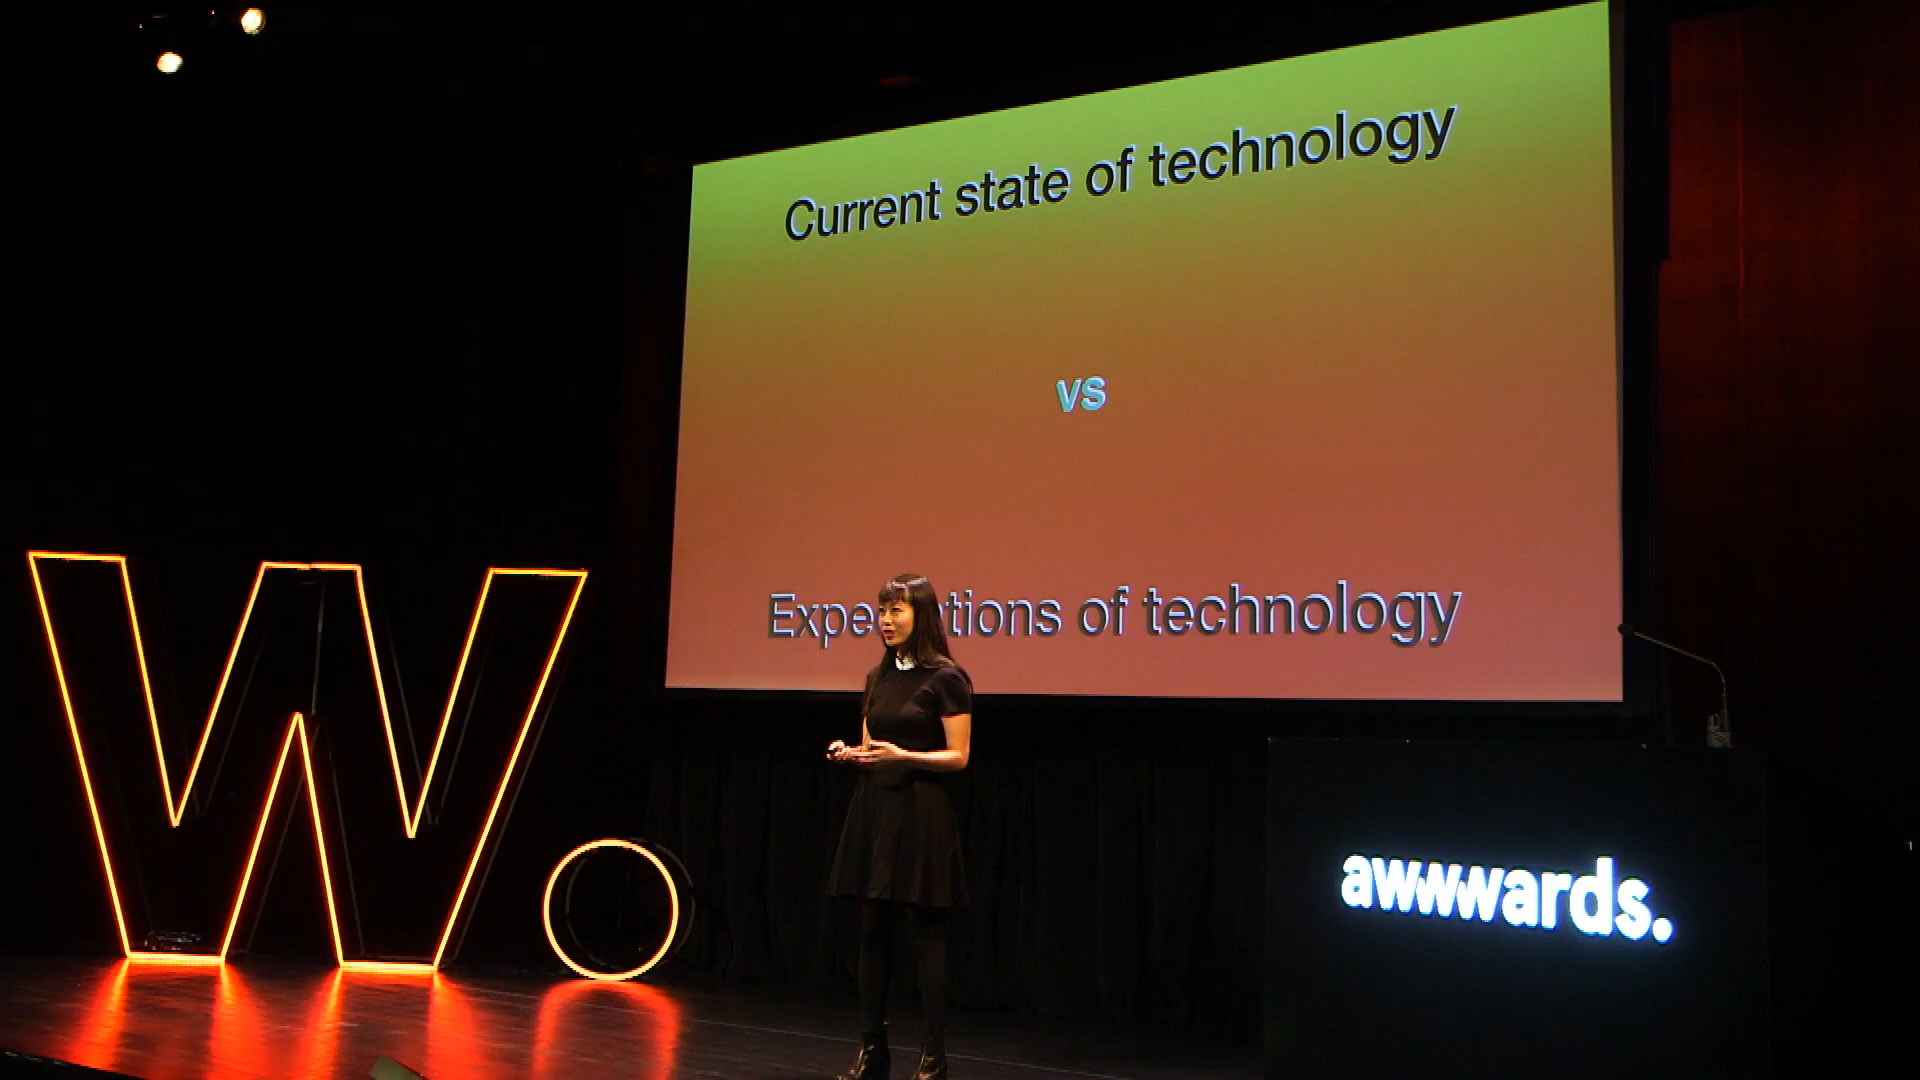 Current state of technology
vs
Expe tions of technology
W.
awwwards.